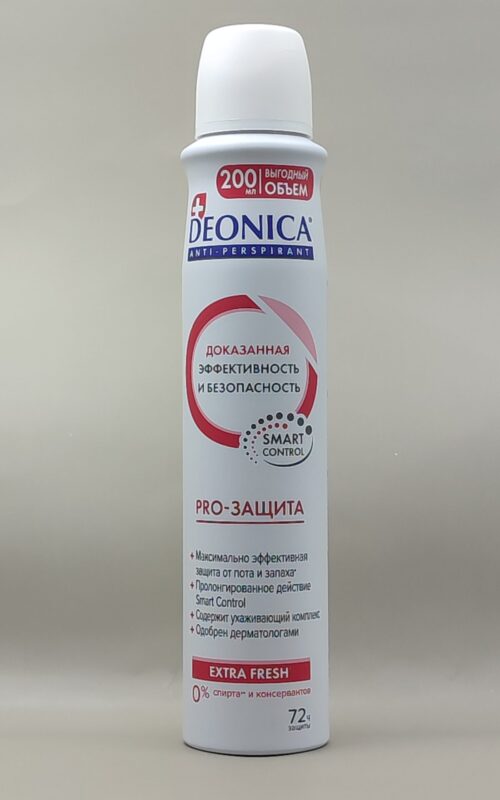 200 мл ВЫГОДНЫЙ ОБЪЕМ
DEONICA®
ANTI-PERSPIRANT
ДОКАЗАННАЯ
ЭФФЕКТИВНОСТЬ
И БЕЗОПАСНОСТЬ
SMART
CONTROL
PRO-ЗАЩИТА
+ Максимально эффективная
защита от пота и запаха*
+ Пролонгированное действие
Smart Control
+ Содержит ухаживающий комплекс
+ Одобрен дерматологами
EXTRA FRESH
0% спирта** и консервантов
72 ч
защиты